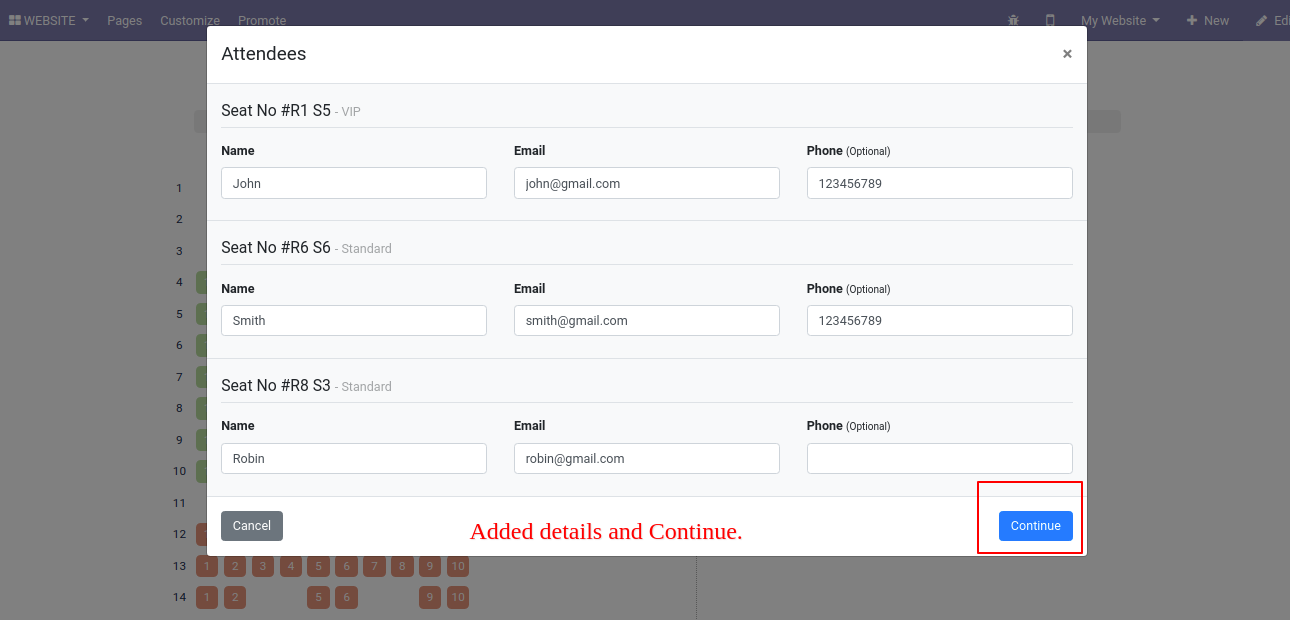 WEBSITE Pages Customize Promote My Website New Edi
Attendees ×
Seat No #R1 S5 - VIP
Name Email Phone (Optional)
John john@gmail.com 123456789
Seat No #R6 S6 - Standard
Name Email Phone (Optional)
Smith smith@gmail.com 123456789
Seat No #R8 S3 - Standard
Name Email Phone (Optional)
Robin robin@gmail.com
Cancel Added details and Continue. Continue
1
2
3
4
5
6
7
8
9
10
11
12
13 1 2 3 4 5 6 7 8 9 10
14 1 2 5 6 9 10